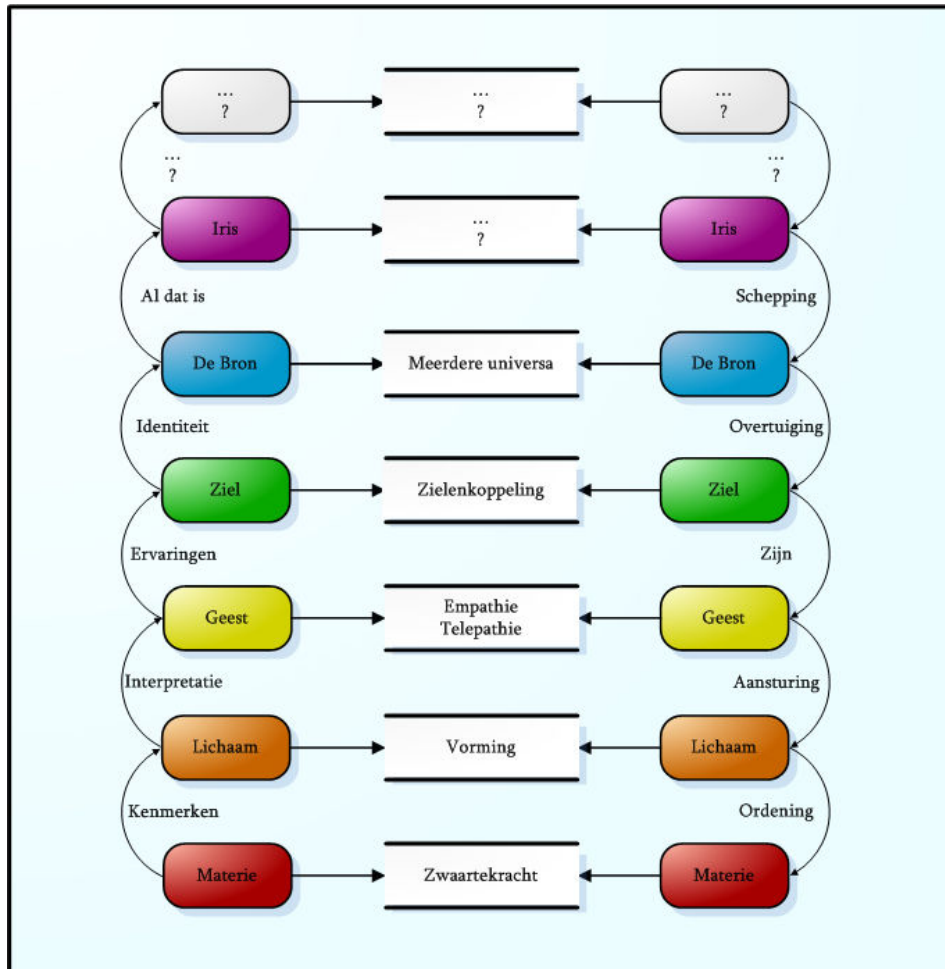 ...
?
...
?
...
?
...
?
...
?
Iris
...
?
Iris
Al dat is
Schepping
De Bron
Meerdere universa
De Bron
Identiteit
Overtuiging
Ziel
Zielenkoppeling
Ziel
Ervaringen
Zijn
Geest
Empathie
Telepathie
Geest
Interpretatie
Aansturing
Lichaam
Vorming
Lichaam
Kenmerken
Ordening
Materie
Zwaartekracht
Materie